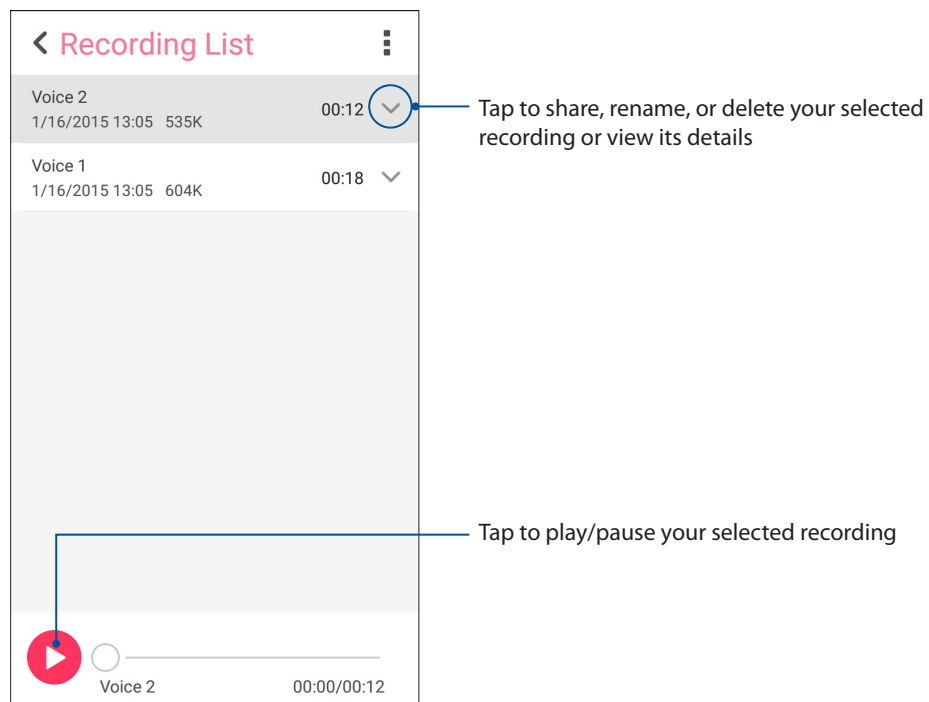 Recording List
Voice 2
1/16/2015 13:05 535K
00:12
Tap to share, rename, or delete your selected
recording or view its details
Voice 1
1/16/2015 13:05 604K
00:18
Tap to play/pause your selected recording
Voice 2
00:00/00:12